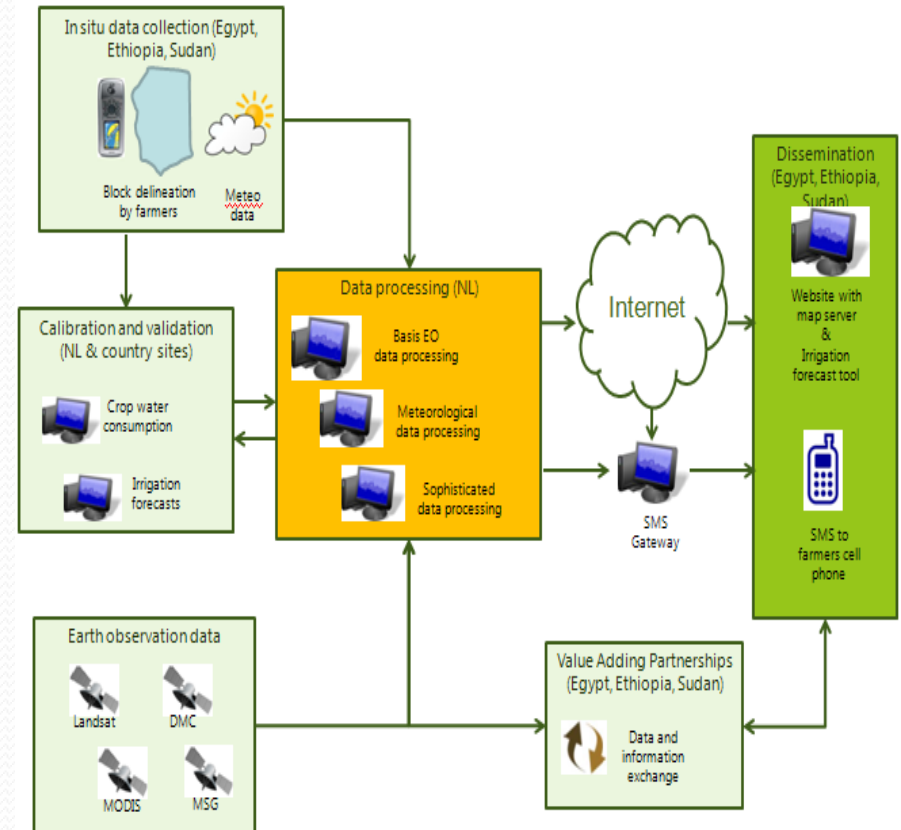 In situ data collection (Egypt,
Ethiopia, Sudan)
Block delineation
by farmers
Meteo
data
Calibration and validation
(NL & country sites)
Crop water
consumption
Irrigation
forecasts
Data processing (NL)
Basis EO
data processing
Meteorological
data processing
Sophisticated
data processing
Internet
SMS
Gateway
Dissemination
(Egypt, Ethiopia,
Sudan)
Website with
map server
&
Irrigation
forecast tool
SMS to
farmers cell
phone
Earth observation data
Landsat
DMC
MODIS
MSG
Value Adding Partnerships
(Egypt, Ethiopia, Sudan)
Data and
information
exchange